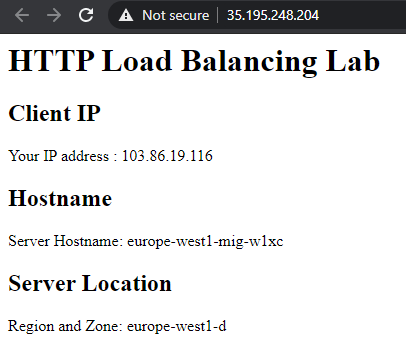 Not secure | 35.195.248.204
HTTP Load Balancing Lab
Client IP
Your IP address : 103.86.19.116
Hostname
Server Hostname: europe-west1-mig-w1xc
Server Location
Region and Zone: europe-west1-d